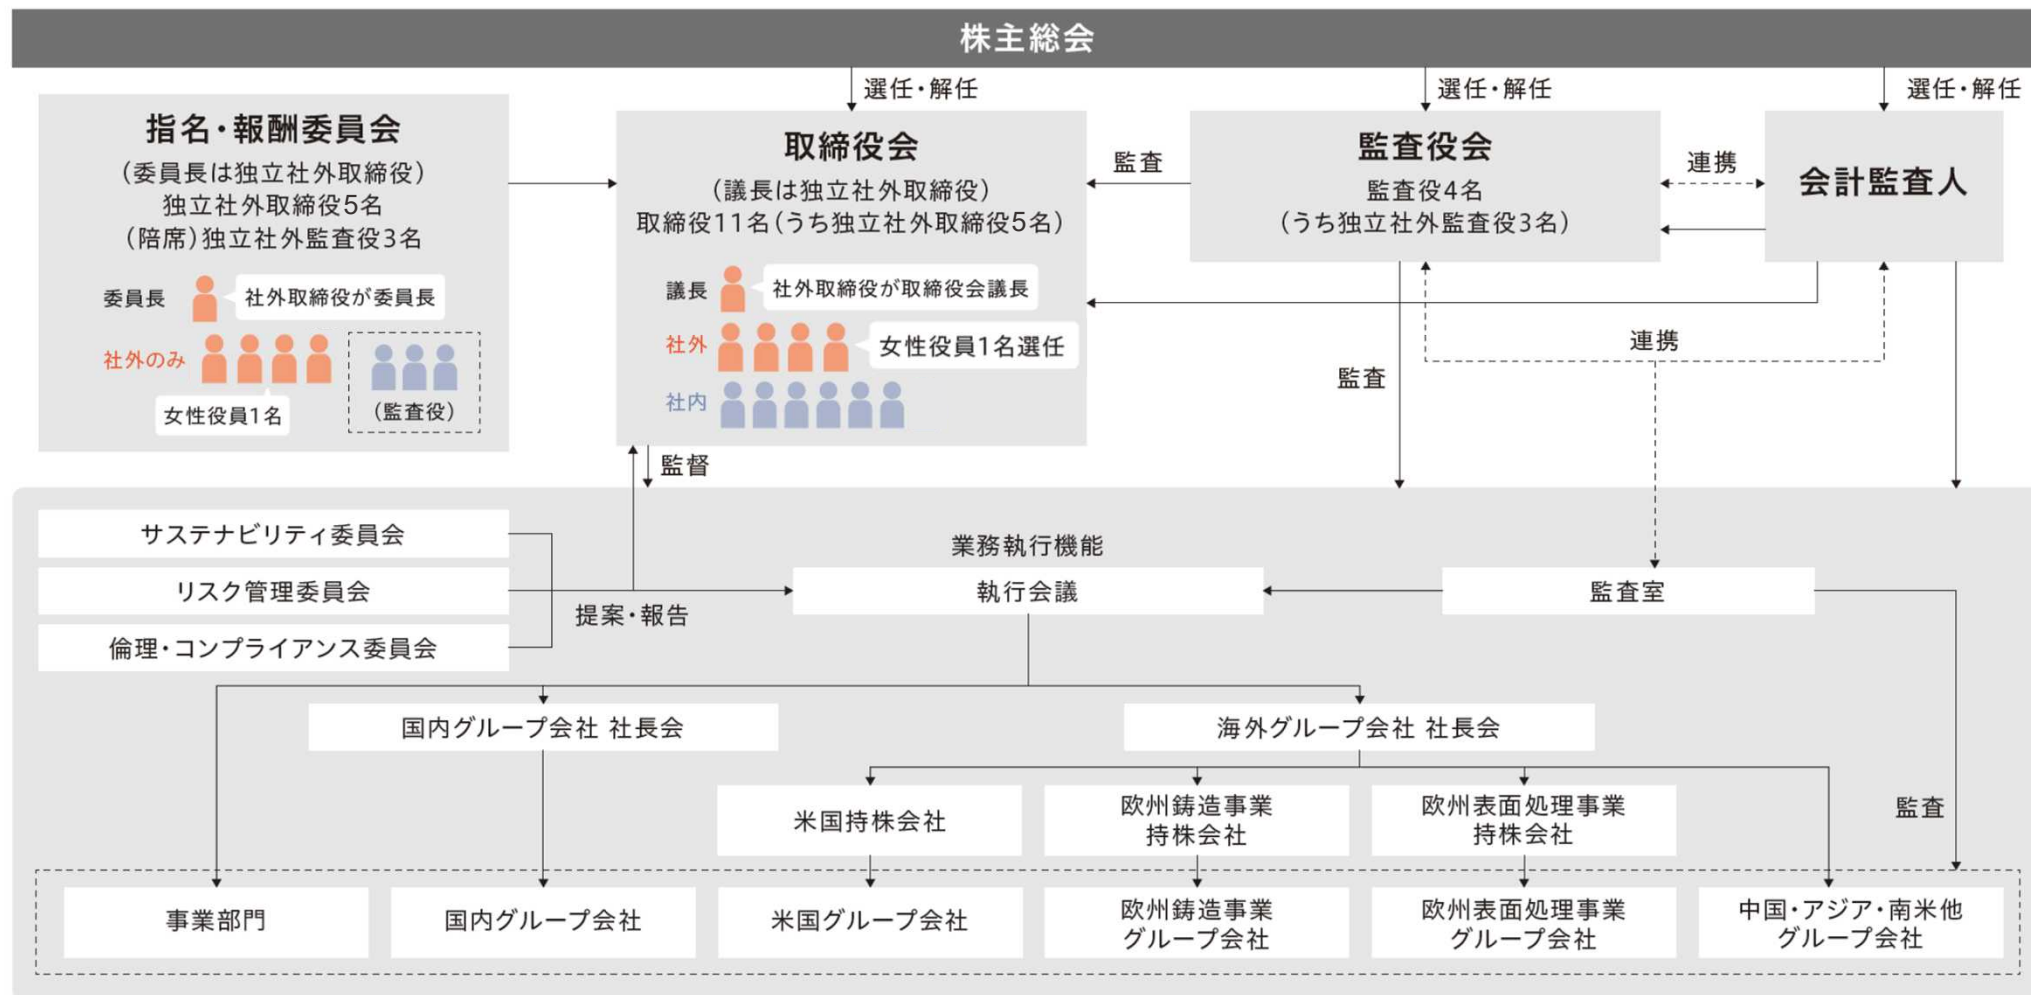 株主総会
選任・解任
選任・解任
選任・解任
指名・報酬委員会
(委員長は独立社外取締役)
独立社外取締役5名
(陪席)独立社外監査役3名
委員長
社外取締役が委員長
社外のみ
女性役員1名
(監査役)
取締役会
(議長は独立社外取締役)
取締役11名(うち独立社外取締役5名)
議長
社外取締役が取締役会議長
社外
女性役員1名選任
社内
監査
監査役会
監査役4名
(うち独立社外監査役3名)
連携
会計監査人
連携
監査
監督
サステナビリティ委員会
リスク管理委員会
倫理・コンプライアンス委員会
提案・報告
業務執行機能
執行会議
監査室
国内グループ会社 社長会
海外グループ会社 社長会
米国持株会社
欧州鋳造事業
持株会社
欧州表面処理事業
持株会社
監査
事業部門
国内グループ会社
米国グループ会社
欧州鋳造事業
グループ会社
欧州表面処理事業
グループ会社
中国・アジア・南米他
グループ会社